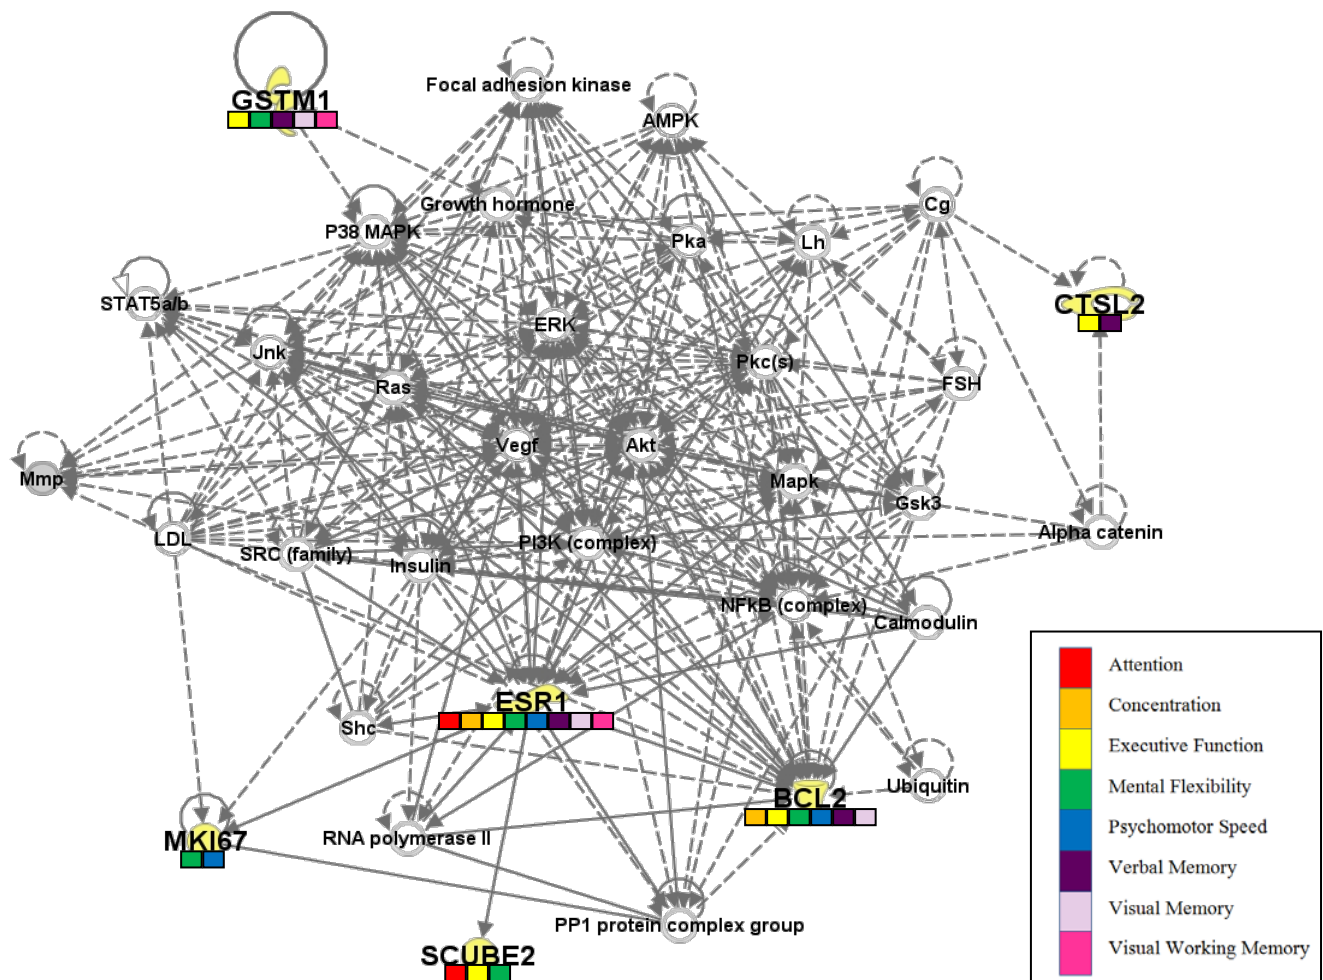 GSTM1
Focal adhesion kinase
AMPK
Growth hormone
Cg
P38 MAPK
Pka
Lh
STAT5a/b
CTSL2
ERK
Jnk
Pkc(s)
Ras
FSH
Vegf
Akt
Mmp
Mapk
Gsk3
LDL
SRC (family)
PI3K (complex)
Alpha catenin
Insulin
NFkB (complex)
Calmodulin
ESR1
Shc
Ubiquitin
BCL2
MKI67
RNA polymerase II
PP1 protein complex group
SCUBE2
Attention
Concentration
Executive Function
Mental Flexibility
Psychomotor Speed
Verbal Memory
Visual Memory
Visual Working Memory